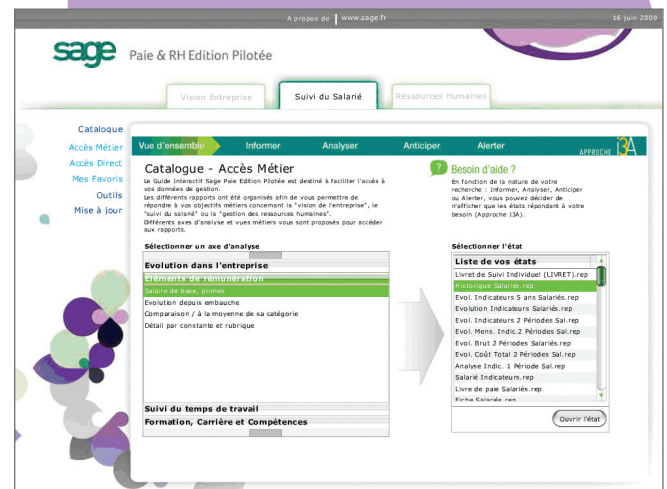 A propos de | www.sage.fr
16 juin 2009
sage Paie & RH Edition Pilotée
Vision Entreprise
Suivi du Salarié
Ressources Humaines
Catalogue
Accès Métier
Accès Direct
Mes Favoris
Outils
Mise à jour
Vue d'ensemble
Informer
Analyser
Anticiper
Alerter
APPROCHE i3A
Catalogue - Accès Métier
Le Guide Interactif Sage Paie Edition Pilotée est destiné à faciliter l'accès à
vos données de gestion.
Les différents rapports ont été organisés afin de vous permettre de
répondre à vos objectifs métiers concernant la "vision de l'entreprise", le
"suivi du salarié" ou la "gestion des ressources humaines".
Différents axes d'analyse et vues métiers vous sont proposés pour accéder
aux rapports.
? Besoin d'aide ?
En fonction de la nature de votre
recherche : Informer, Analyser, Anticiper
ou Alerter, vous pouvez décider de
n'afficher que les états répondant à votre
besoin (Approche I3A).
Sélectionner un axe d'analyse
Evolution dans l'entreprise
Eléments de rémunération
Salaire de base, primes
Evolution depuis embauche
Comparaison / à la moyenne de sa catégorie
Détail par constante et rubrique
Suivi du temps de travail
Formation, Carrière et Compétences
Sélectionner l'état
Liste de vos états
Livret de Suivi Individuel (LIVRET).rep
Historique Salariés.rep
Evol. Indicateurs 5 ans Salariés.rep
Evolution Indicateurs Salariés.rep
Evol. Indicateurs 2 Périodes Sal.rep
Evol. Mens. Indic.2 Périodes Sal.rep
Evol. Brut 2 Périodes Salariés.rep
Evol. Coût Total 2 Périodes Sal.rep
Analyse Indic. 1 Période Sal.rep
Salarié Indicateurs.rep
Livre de paie Salariés.rep
Fiche Salariés.rep
Ouvrir l'état